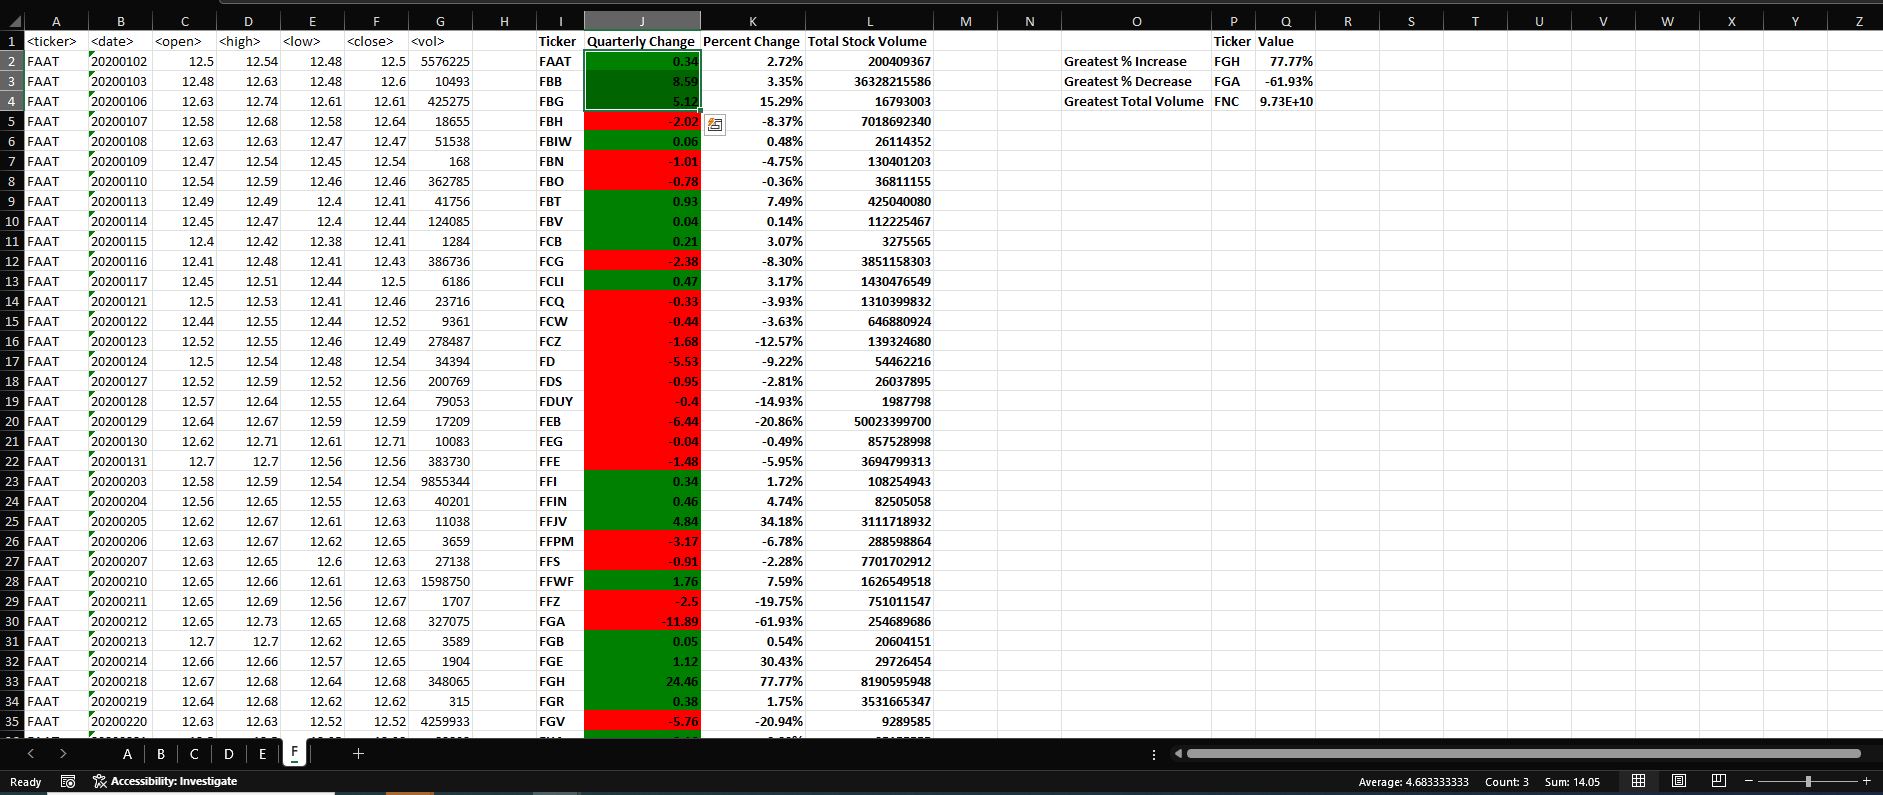 A B C D E F G H I J K L M N O P Q R S T U V W X Y Z
1 <ticker> <date> <open> <high> <low> <close> <vol> Ticker Quarterly Change Percent Change Total Stock Volume Ticker Value
2 FAAT 20200102 12.5 12.54 12.48 12.5 5576225 FAAT 0.34 2.72% 200409367 Greatest % Increase FGH 77.77%
3 FAAT 20200103 12.48 12.63 12.48 12.6 10493 FBB 8.59 3.35% 36328215586 Greatest % Decrease FGA -61.93%
4 FAAT 20200106 12.63 12.74 12.61 12.61 425275 FBG 5.12 15.29% 16793003 Greatest Total Volume FNC 9.73E+10
5 FAAT 20200107 12.58 12.68 12.58 12.64 18655 FBH -2.02 -8.37% 7018692340
6 FAAT 20200108 12.63 12.63 12.47 12.47 51538 FBIW 0.06 0.48% 26114352
7 FAAT 20200109 12.47 12.54 12.45 12.54 168 FBN -1.01 -4.75% 130401203
8 FAAT 20200110 12.54 12.59 12.46 12.46 362785 FBO -0.78 -0.36% 36811155
9 FAAT 20200113 12.49 12.49 12.4 12.41 41756 FBT 0.93 7.49% 425040080
10 FAAT 20200114 12.45 12.47 12.4 12.44 124085 FBV 0.04 0.14% 112225467
11 FAAT 20200115 12.4 12.42 12.38 12.41 1284 FCB 0.21 3.07% 3275565
12 FAAT 20200116 12.41 12.48 12.41 12.43 386736 FCG -2.38 -8.30% 3851158303
13 FAAT 20200117 12.45 12.51 12.44 12.5 6186 FCLI 0.47 3.17% 1430476549
14 FAAT 20200121 12.5 12.53 12.41 12.46 23716 FCQ -0.33 -3.93% 1310399832
15 FAAT 20200122 12.44 12.55 12.44 12.52 9361 FCW -0.44 -3.63% 646880924
16 FAAT 20200123 12.52 12.55 12.46 12.49 278487 FCZ -1.68 -12.57% 139324680
17 FAAT 20200124 12.5 12.54 12.48 12.54 34394 FD -5.53 -9.22% 54462216
18 FAAT 20200127 12.52 12.59 12.52 12.56 200769 FDS -0.95 -2.81% 26037895
19 FAAT 20200128 12.57 12.64 12.55 12.64 79053 FDUY -0.4 -14.93% 1987798
20 FAAT 20200129 12.64 12.67 12.59 12.59 17209 FEB -6.44 -20.86% 50023399700
21 FAAT 20200130 12.62 12.71 12.61 12.71 10083 FEG -0.04 -0.49% 857528998
22 FAAT 20200131 12.7 12.7 12.56 12.56 383730 FFE -1.48 -5.95% 3694799313
23 FAAT 20200203 12.58 12.59 12.54 12.54 9855344 FFI 0.34 1.72% 108254943
24 FAAT 20200204 12.56 12.65 12.55 12.63 40201 FFIN 0.46 4.74% 82505058
25 FAAT 20200205 12.62 12.67 12.61 12.63 11038 FFJV 4.84 34.18% 3111718932
26 FAAT 20200206 12.63 12.67 12.62 12.65 3659 FFPM -3.17 -6.78% 288598864
27 FAAT 20200207 12.63 12.65 12.6 12.63 27138 FFS -0.91 -2.28% 7701702912
28 FAAT 20200210 12.65 12.66 12.61 12.63 1598750 FFWF 1.76 7.59% 1626549518
29 FAAT 20200211 12.65 12.69 12.56 12.67 1707 FFZ -2.5 -19.75% 751011547
30 FAAT 20200212 12.65 12.73 12.65 12.68 327075 FGA -11.89 -61.93% 254689686
31 FAAT 20200213 12.7 12.7 12.62 12.65 3589 FGB 0.05 0.54% 20604151
32 FAAT 20200214 12.66 12.66 12.57 12.65 1904 FGE 1.12 30.43% 29726454
33 FAAT 20200218 12.67 12.68 12.64 12.68 348065 FGH 24.46 77.77% 8190595948
34 FAAT 20200219 12.64 12.68 12.62 12.62 315 FGR 0.38 1.75% 3531665347
35 FAAT 20200220 12.63 12.63 12.52 12.52 4259933 FGV -5.76 -20.94% 9289585
A B C D E F
Ready Accessibility: Investigate Average: 4.683333333 Count: 3 Sum: 14.05